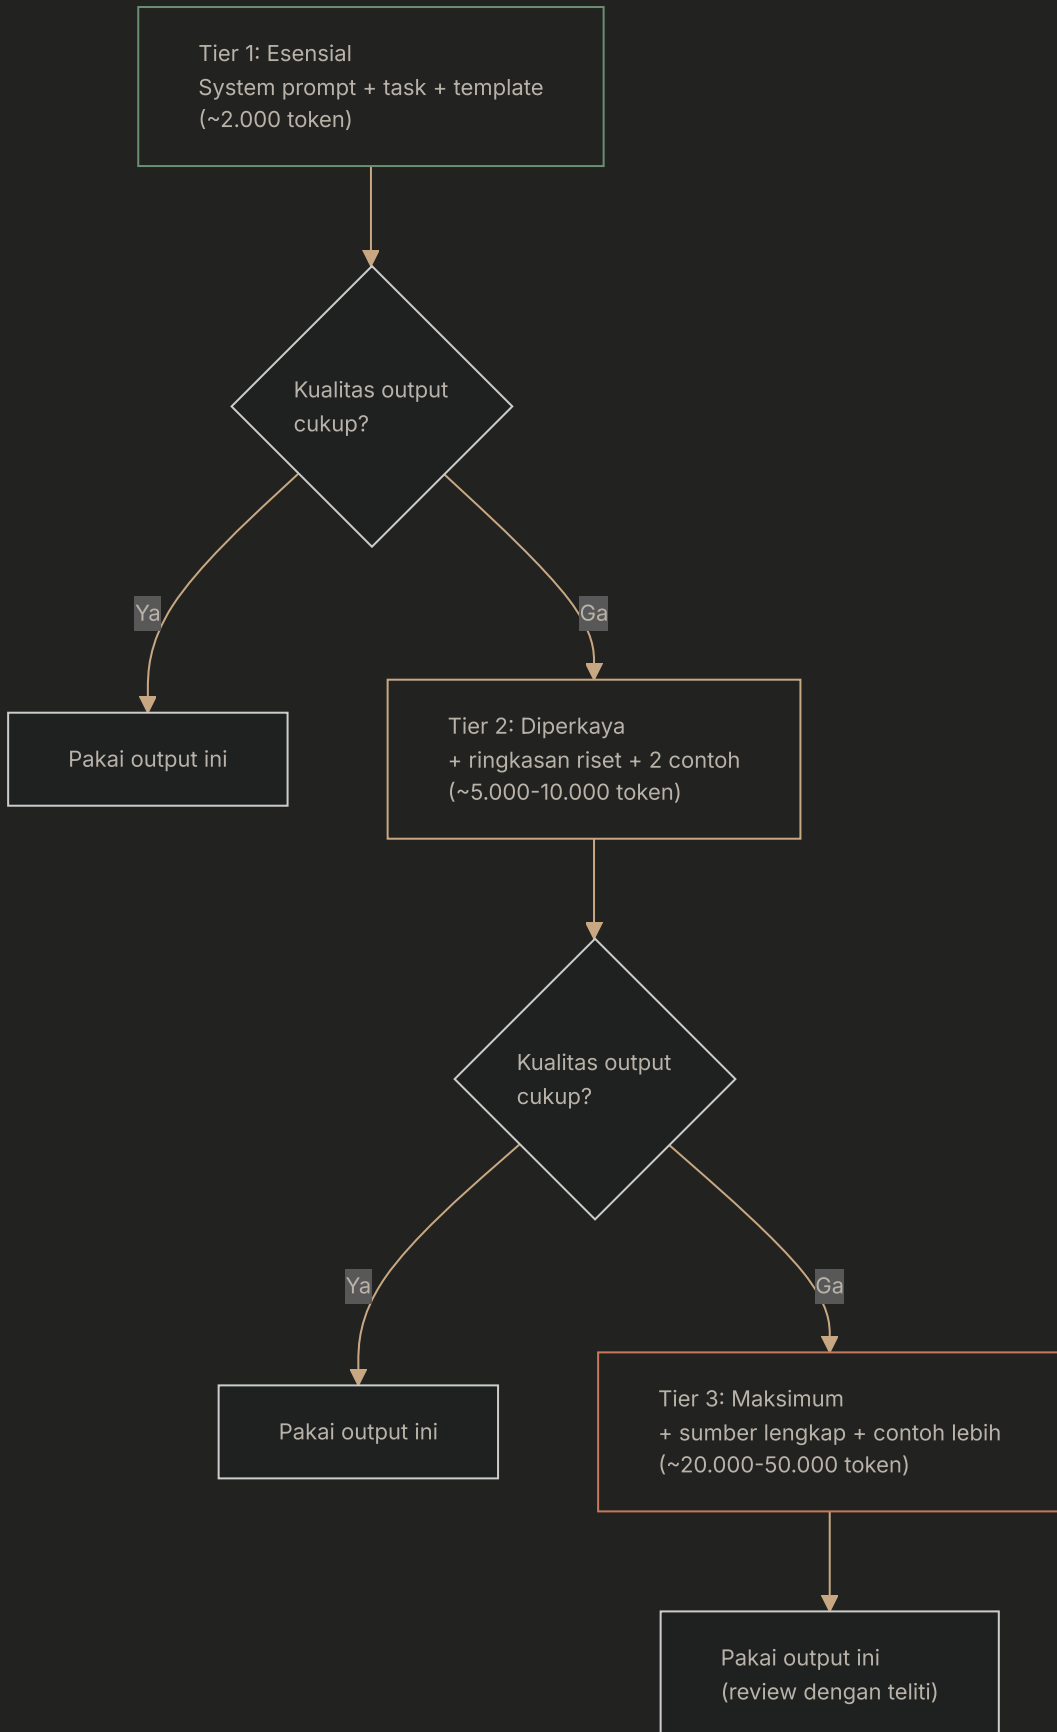 Tier 1: Esensial
System prompt + task + template
(~2.000 token)
Kualitas output
cukup?
Ya
Ga
Pakai output ini
Tier 2: Diperkaya
+ ringkasan riset + 2 contoh
(~5.000-10.000 token)
Kualitas output
cukup?
Ya
Ga
Pakai output ini
Tier 3: Maksimum
+ sumber lengkap + contoh lebih
(~20.000-50.000 token)
Pakai output ini
(review dengan teliti)